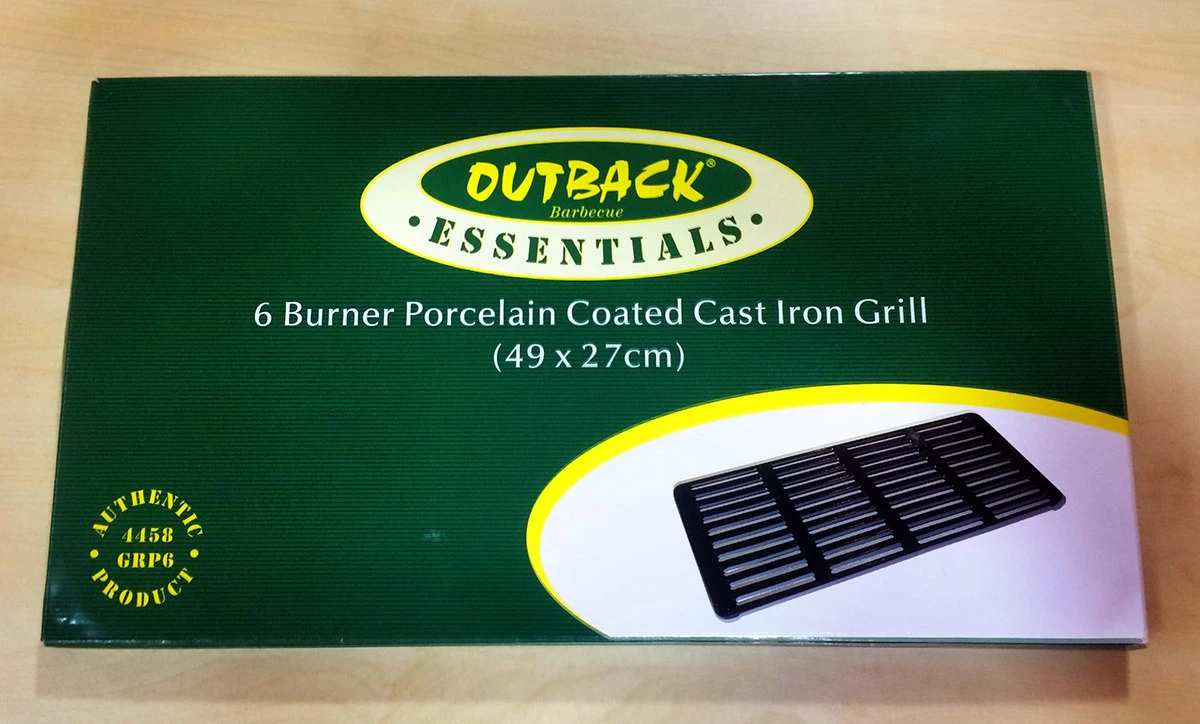 OUTBACK®
Barbecue
• ESSENTIALS •
6 Burner Porcelain Coated Cast Iron Grill
(49 x 27cm)
AUTHENTIC
4458
GRP6
• PRODUCT •